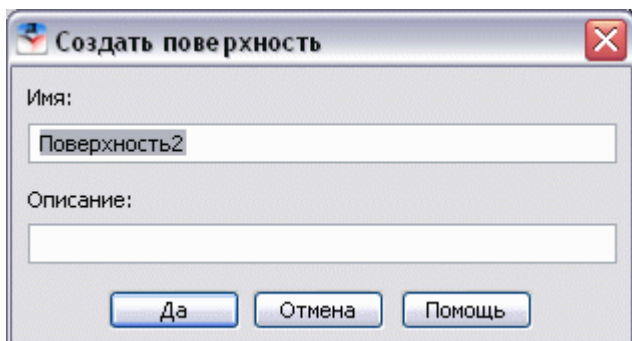 Создать поверхность
Имя:
Поверхность2
Описание:
Да Отмена Помощь